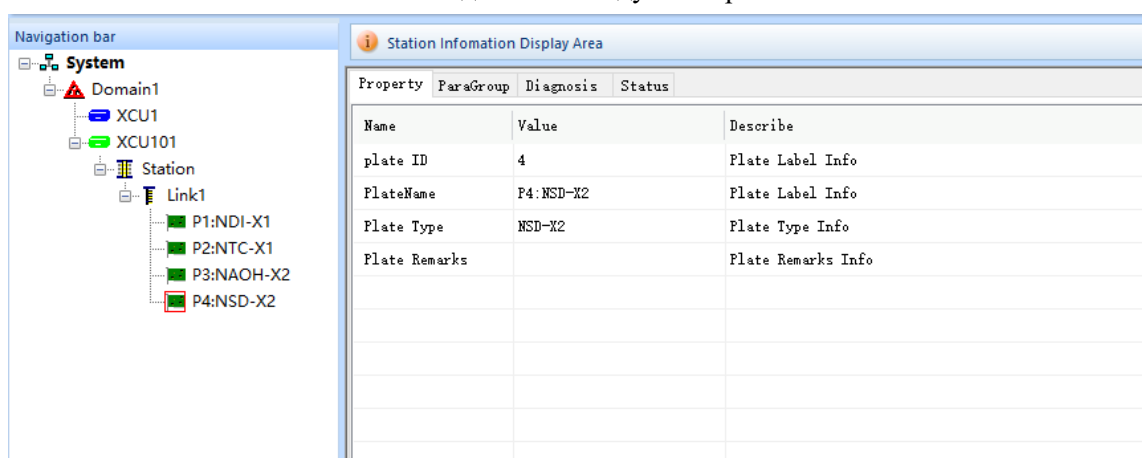 Navigation bar
System
Domain1
XCU1
XCU101
Station
Link1
P1:NDI-X1
P2:NTC-X1
P3:NAOH-X2
P4:NSD-X2
Station Infomation Display Area
Property ParaGroup Diagnosis Status
Name Value Describe
plate ID 4 Plate Label Info
PlateName P4:NSD-X2 Plate Label Info
Plate Type NSD-X2 Plate Type Info
Plate Remarks Plate Remarks Info